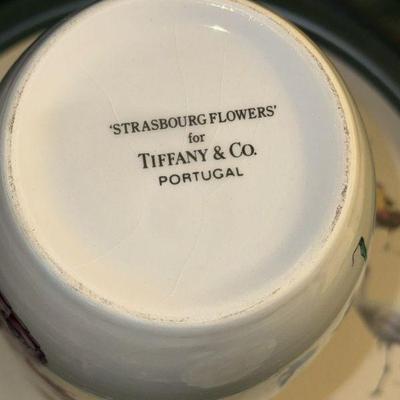 'STRASBOURG FLOWERS'
for
TIFFANY & CO.
PORTUGAL